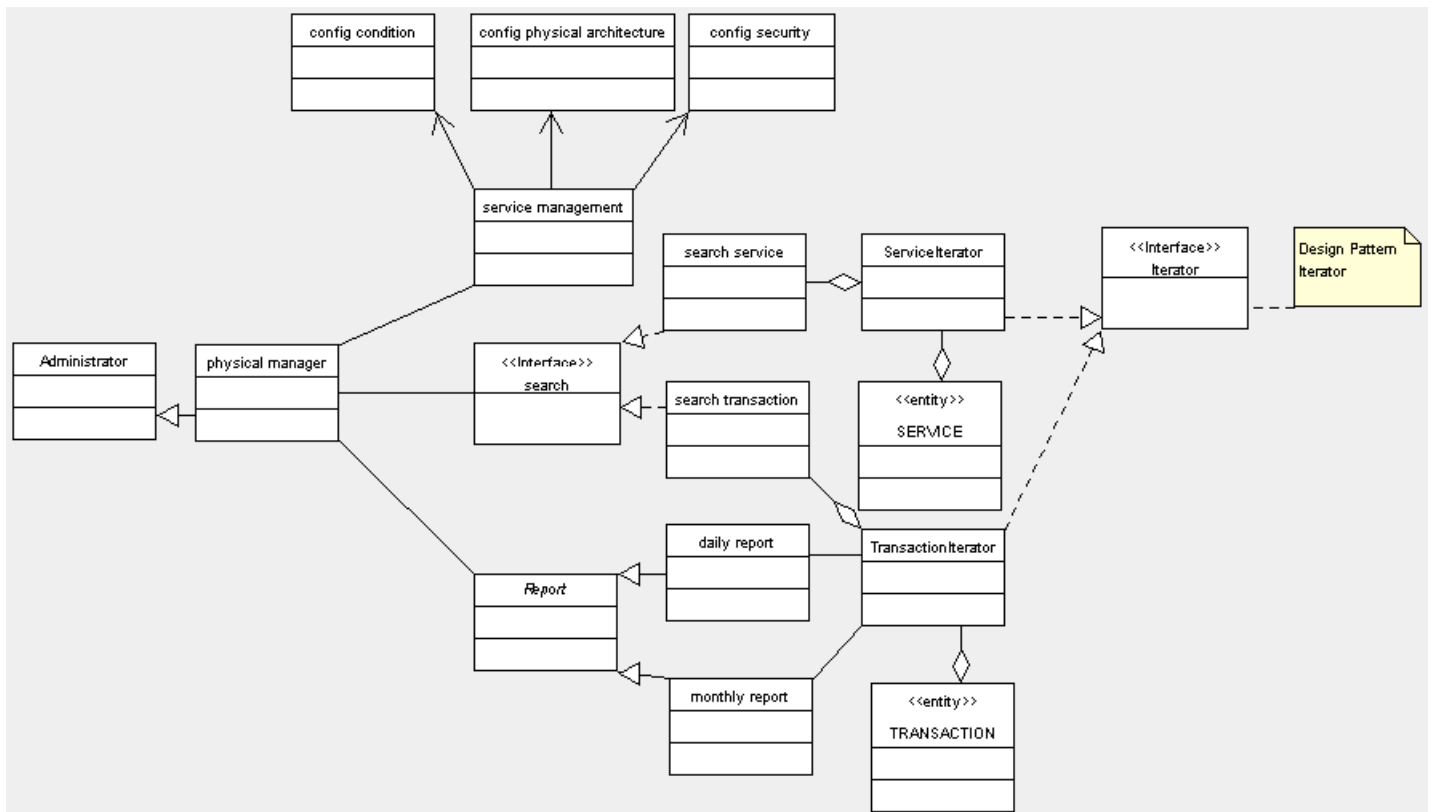 config condition
config physical architecture
config security
service management
search service
ServiceIterator
<<Interface>>
Iterator
Design Pattern
Iterator
Administrator
physical manager
<<Interface>>
search
search transaction
<<entity>>
SERVICE
daily report
TransactionIterator
Report
monthly report
<<entity>>
TRANSACTION